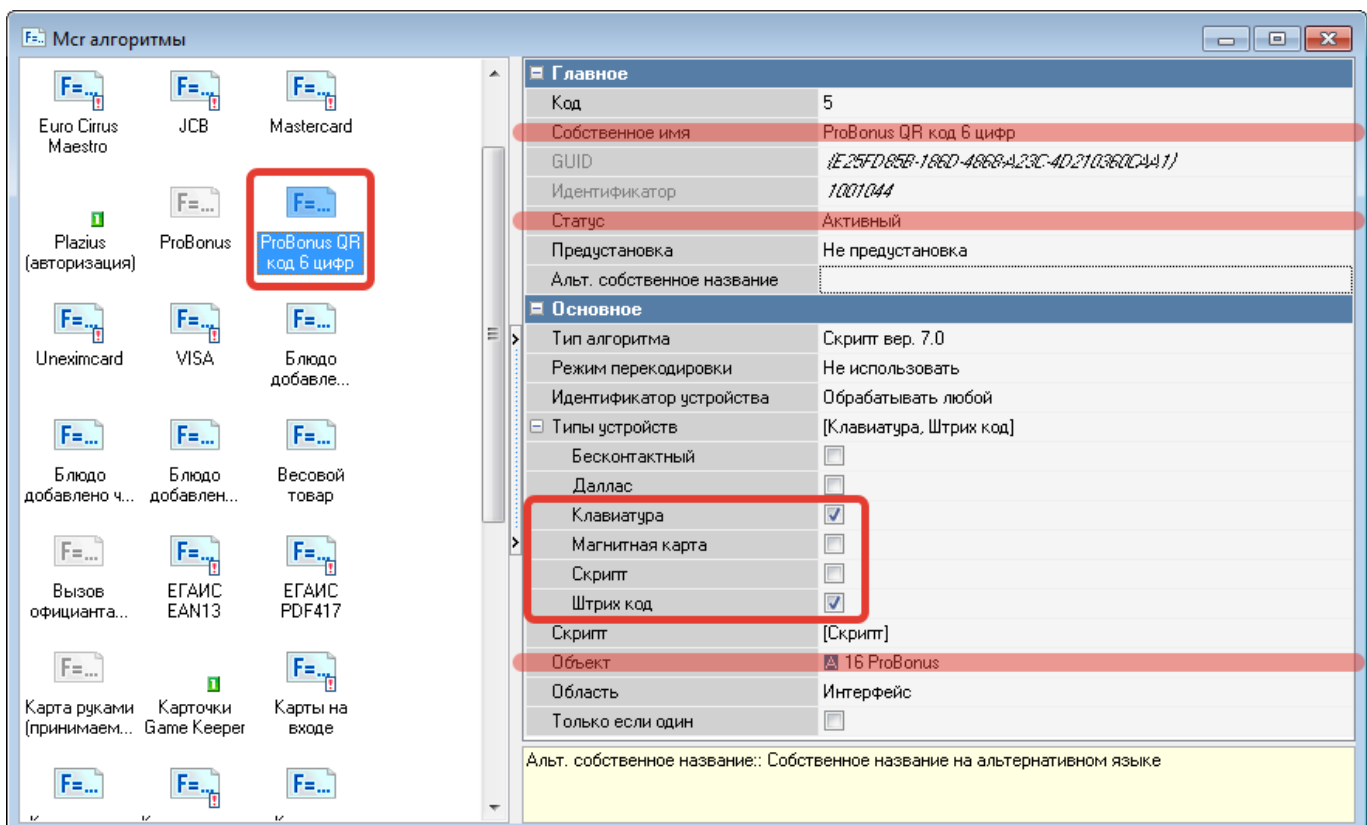 Mcr алгоритмы
Euro Cirrus
Maestro
JCB
Mastercard
Plazius
(авторизация)
ProBonus
ProBonus QR
код 6 цифр
Uneximcard
VISA
Блюдо
добавле...
Блюдо
добавлено ч...
Блюдо
добавлен...
Весовой
товар
Вызов
официанта...
ЕГАИС
EAN13
ЕГАИС
PDF417
Карта руками
(принимаем...
Карточки
Game Keeper
Карты на
входе
Главное
Код 5
Собственное имя ProBonus QR код 6 цифр
GUID {E25FD85B-186D-4868-A23C-4D210360CAA1}
Идентификатор 1001044
Статус Активный
Предустановка Не предустановка
Альт. собственное название
Основное
Тип алгоритма Скрипт вер. 7.0
Режим перекодировки Не использовать
Идентификатор устройства Обрабатывать любой
Типы устройств [Клавиатура, Штрих код]
Бесконтактный
Даллас
Клавиатура
Магнитная карта
Скрипт
Штрих код
Скрипт [Скрипт]
Объект A 16 ProBonus
Область Интерфейс
Только если один
Альт. собственное название:: Собственное название на альтернативном языке